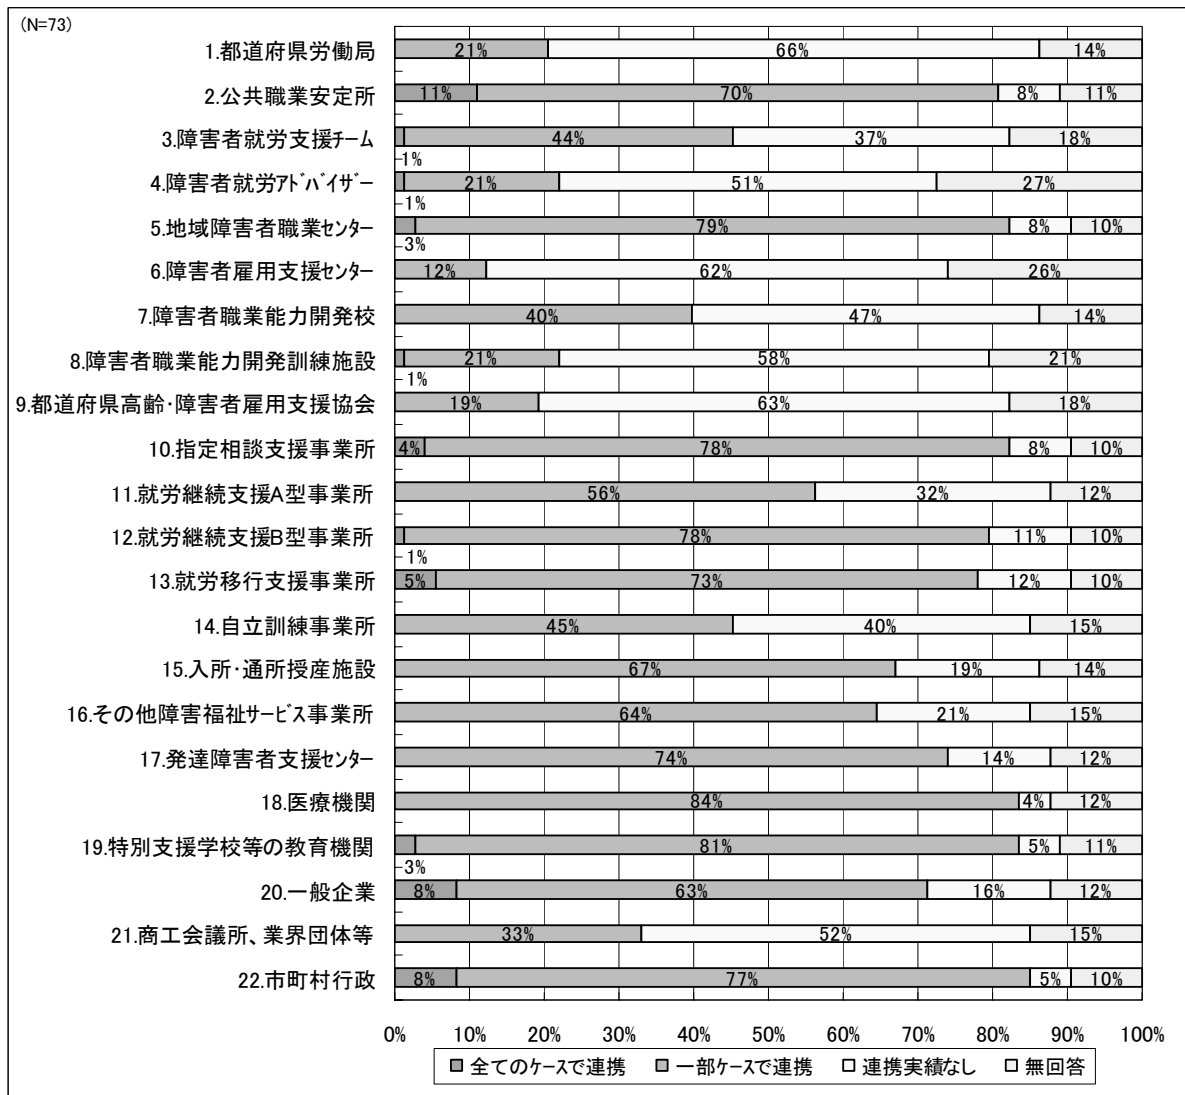 (N=73)
1.都道府県労働局 21% 66% 14%
2.公共職業安定所 11% 70% 8% 11%
3.障害者就労支援ﾁｰﾑ 44% 37% 18%
1%
4.障害者就労ｱﾄﾞﾊﾞｲｻﾞｰ 21% 51% 27%
1%
5.地域障害者職業ｾﾝﾀｰ 79% 8% 10%
3%
6.障害者雇用支援ｾﾝﾀｰ 12% 62% 26%
7.障害者職業能力開発校 40% 47% 14%
8.障害者職業能力開発訓練施設 21% 58% 21%
1%
9.都道府県高齢･障害者雇用支援協会 19% 63% 18%
10.指定相談支援事業所 4% 78% 8% 10%
11.就労継続支援A型事業所 56% 32% 12%
12.就労継続支援B型事業所 78% 11% 10%
1%
13.就労移行支援事業所 5% 73% 12% 10%
14.自立訓練事業所 45% 40% 15%
15.入所･通所授産施設 67% 19% 14%
16.その他障害福祉ｻｰﾋﾞｽ事業所 64% 21% 15%
17.発達障害者支援ｾﾝﾀｰ 74% 14% 12%
18.医療機関 84% 4% 12%
19.特別支援学校等の教育機関 81% 5% 11%
3%
20.一般企業 8% 63% 16% 12%
21.商工会議所、業界団体等 33% 52% 15%
22.市町村行政 8% 77% 5% 10%
0% 10% 20% 30% 40% 50% 60% 70% 80% 90% 100%
全てのｹｰｽで連携 一部ｹｰｽで連携 連携実績なし 無回答